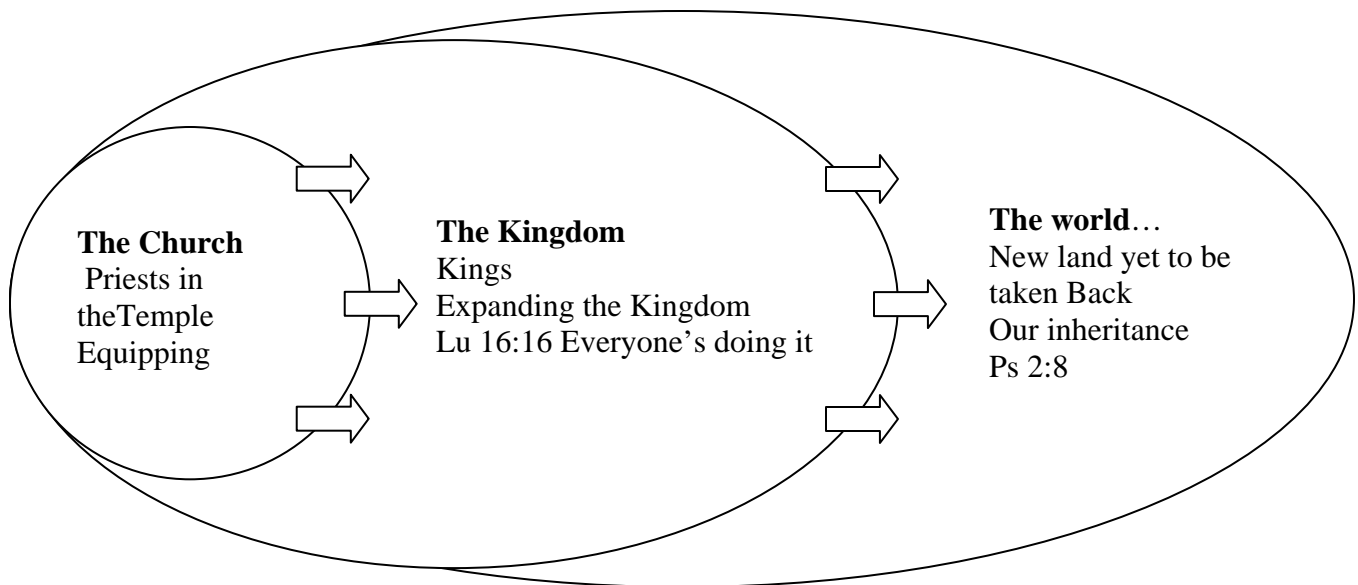 The Church
Priests in
theTemple
Equipping
The Kingdom
Kings
Expanding the Kingdom
Lu 16:16 Everyone’s doing it
The world…
New land yet to be
taken Back
Our inheritance
Ps 2:8